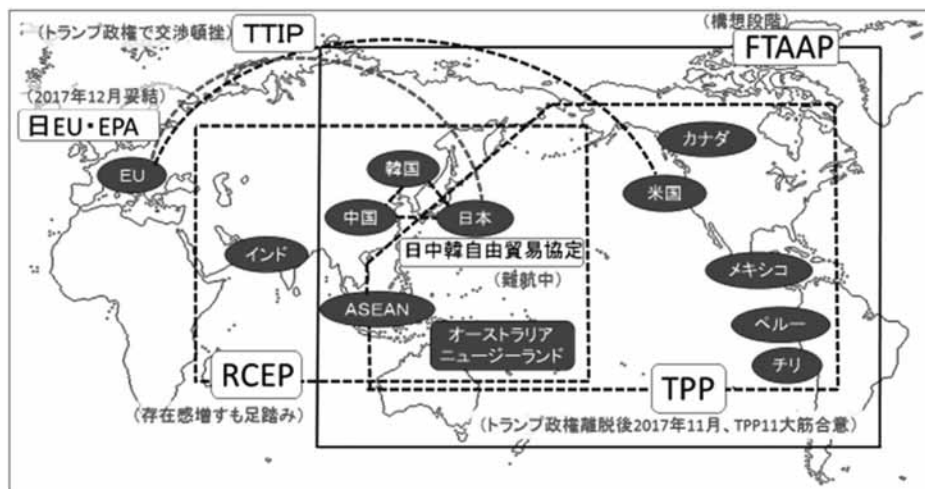 (トランプ政権で交渉頓挫)
TTIP
(構想段階)
FTAAP
(2017年12月妥結)
日EU・EPA
カナダ
EU
韓国
米国
中国
日本
インド
日中韓自由貿易協定
(難航中)
メキシコ
ASEAN
オーストラリア
ニュージーランド
ペルー
チリ
RCEP
TPP
(存在感増すも足踏み)
(トランプ政権離脱後2017年11月、TPP11大筋合意)